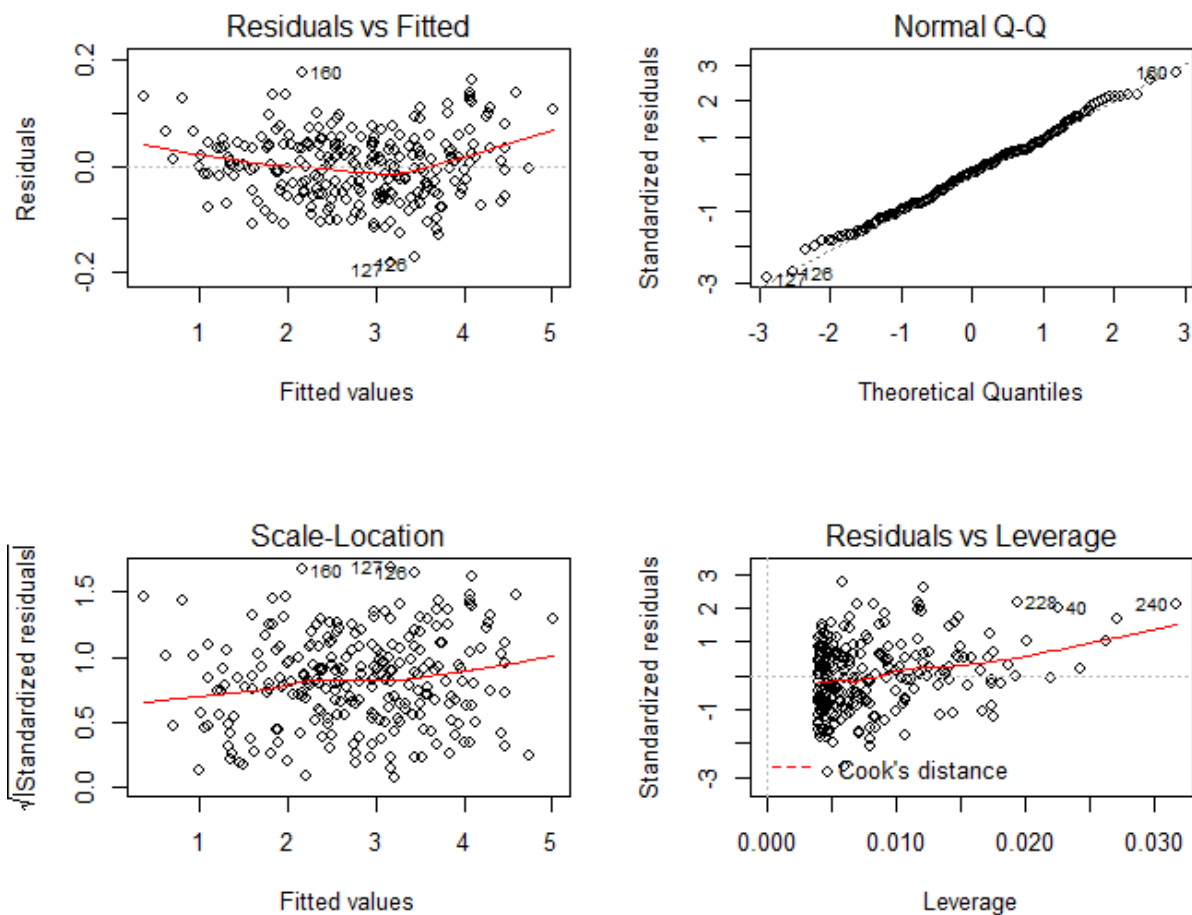 Residuals vs Fitted
Residuals
0.2
0.0
-0.2
160
127
126
1 2 3 4 5
Fitted values
Normal Q-Q
Standardized residuals
3
2
1
-1
-3
160
127
126
-3 -2 -1 0 1 2 3
Theoretical Quantiles
Scale-Location
√|Standardized residuals|
1.5
1.0
0.5
0.0
160
127
126
1 2 3 4 5
Fitted values
Residuals vs Leverage
Standardized residuals
3
2
1
-1
-3
228
40
240
Cook's distance
0.000 0.010 0.020 0.030
Leverage